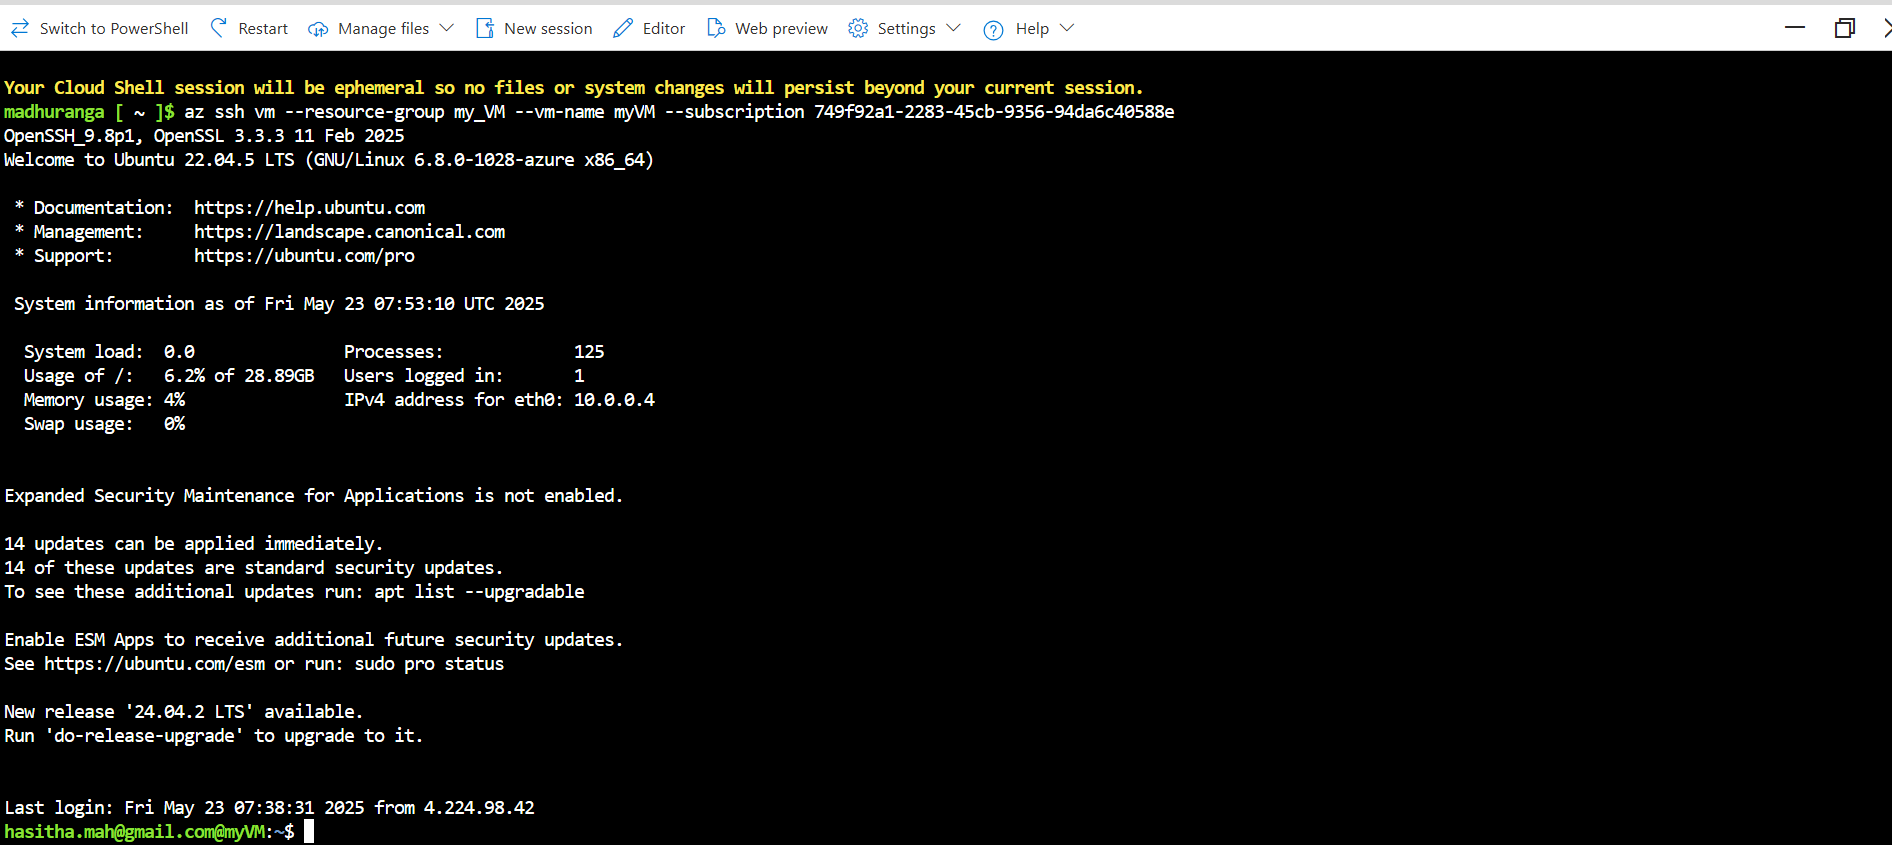 Switch to PowerShell Restart Manage files New session Editor Web preview Settings Help
Your Cloud Shell session will be ephemeral so no files or system changes will persist beyond your current session.
madhuranga [ ~ ]$ az ssh vm --resource-group my_VM --vm-name myVM --subscription 749f92a1-2283-45cb-9356-94da6c40588e
OpenSSH_9.8p1, OpenSSL 3.3.3 11 Feb 2025
Welcome to Ubuntu 22.04.5 LTS (GNU/Linux 6.8.0-1028-azure x86_64)
* Documentation:  https://help.ubuntu.com
* Management:     https://landscape.canonical.com
* Support:        https://ubuntu.com/pro
System information as of Fri May 23 07:53:10 UTC 2025
System load:  0.0               Processes:             125
Usage of /:   6.2% of 28.89GB   Users logged in:       1
Memory usage: 4%                IPv4 address for eth0: 10.0.0.4
Swap usage:   0%
Expanded Security Maintenance for Applications is not enabled.
14 updates can be applied immediately.
14 of these updates are standard security updates.
To see these additional updates run: apt list --upgradable
Enable ESM Apps to receive additional future security updates.
See https://ubuntu.com/esm or run: sudo pro status
New release '24.04.2 LTS' available.
Run 'do-release-upgrade' to upgrade to it.
Last login: Fri May 23 07:38:31 2025 from 4.224.98.42
hasitha.mah@gmail.com@myVM:~$